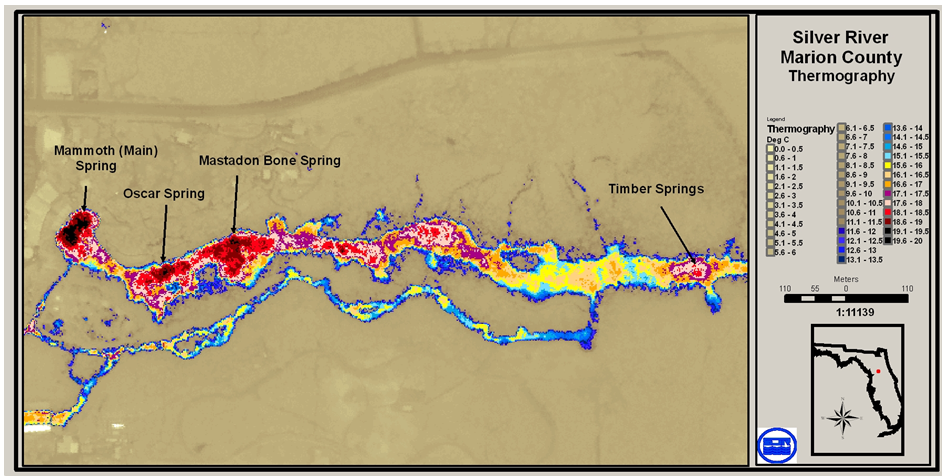 Silver River
Marion County
Thermography
Mammoth (Main)
Spring
Oscar Spring
Mastadon Bone Spring
Timber Springs
Legend
Thermography
Deg C
0.0 - 0.5
0.6 - 1
1.1 - 1.5
1.6 - 2
2.1 - 2.5
2.6 - 3
3.1 - 3.5
3.6 - 4
4.1 - 4.5
4.6 - 5
5.1 - 5.5
5.6 - 6
6.1 - 6.5
6.6 - 7
7.1 - 7.5
7.6 - 8
8.1 - 8.5
8.6 - 9
9.1 - 9.5
9.6 - 10
10.1 - 10.5
10.6 - 11
11.1 - 11.5
11.6 - 12
12.1 - 12.5
12.6 - 13
13.1 - 13.5
13.6 - 14
14.1 - 14.5
14.6 - 15
15.1 - 15.5
15.6 - 16
16.1 - 16.5
16.6 - 17
17.1 - 17.5
17.6 - 18
18.1 - 18.5
18.6 - 19
19.1 - 19.5
19.6 - 20
Meters
110 55 0 110
1:11139